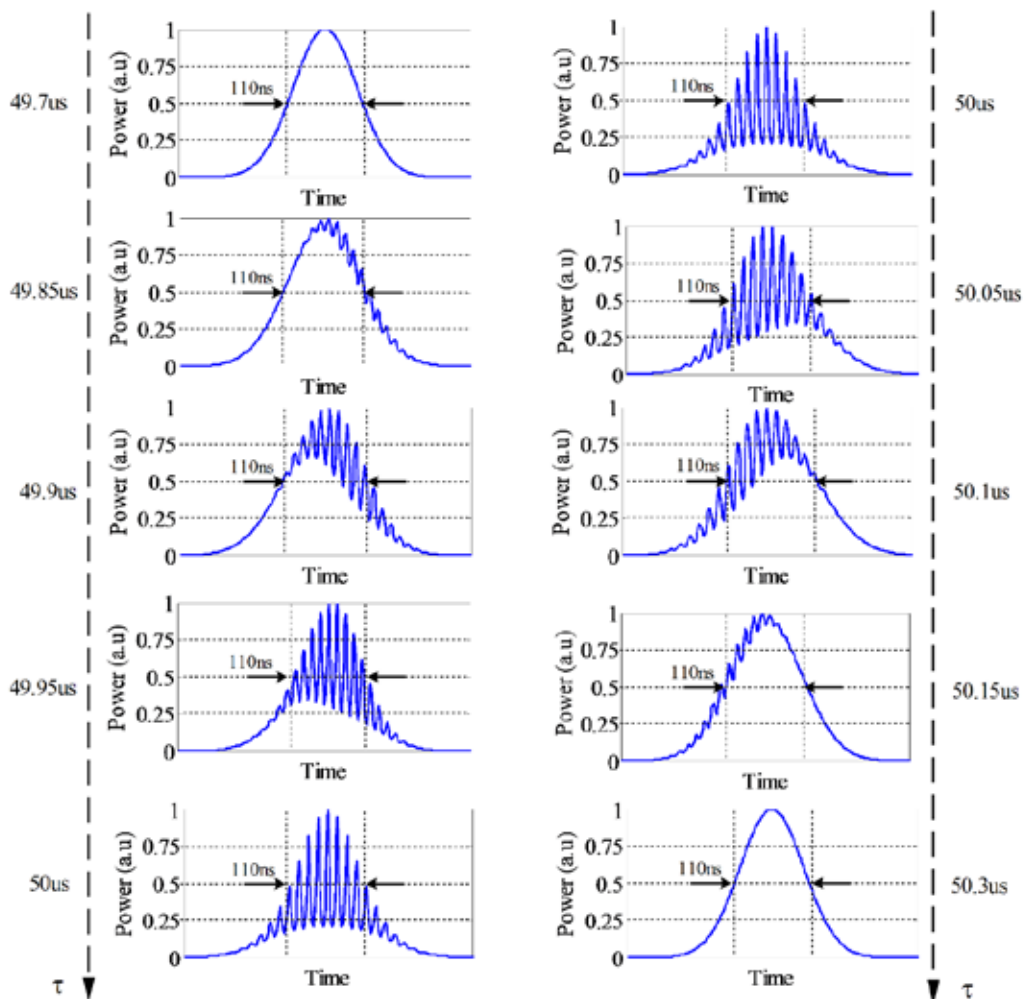 49.7us
Power (a.u)
1
0.75
0.5
0.25
0
110ns
Time
49.85us
Power (a.u)
1
0.75
0.5
0.25
0
110ns
Time
49.9us
Power (a.u)
1
0.75
0.5
0.25
0
110ns
Time
49.95us
Power (a.u)
1
0.75
0.5
0.25
0
110ns
Time
50us
Power (a.u)
1
0.75
0.5
0.25
0
110ns
Time
τ
50us
Power (a.u)
1
0.75
0.5
0.25
0
110ns
Time
50.05us
Power (a.u)
1
0.75
0.5
0.25
0
110ns
Time
50.1us
Power (a.u)
1
0.75
0.5
0.25
0
110ns
Time
50.15us
Power (a.u)
1
0.75
0.5
0.25
0
110ns
Time
50.3us
Power (a.u)
1
0.75
0.5
0.25
0
110ns
Time
τ